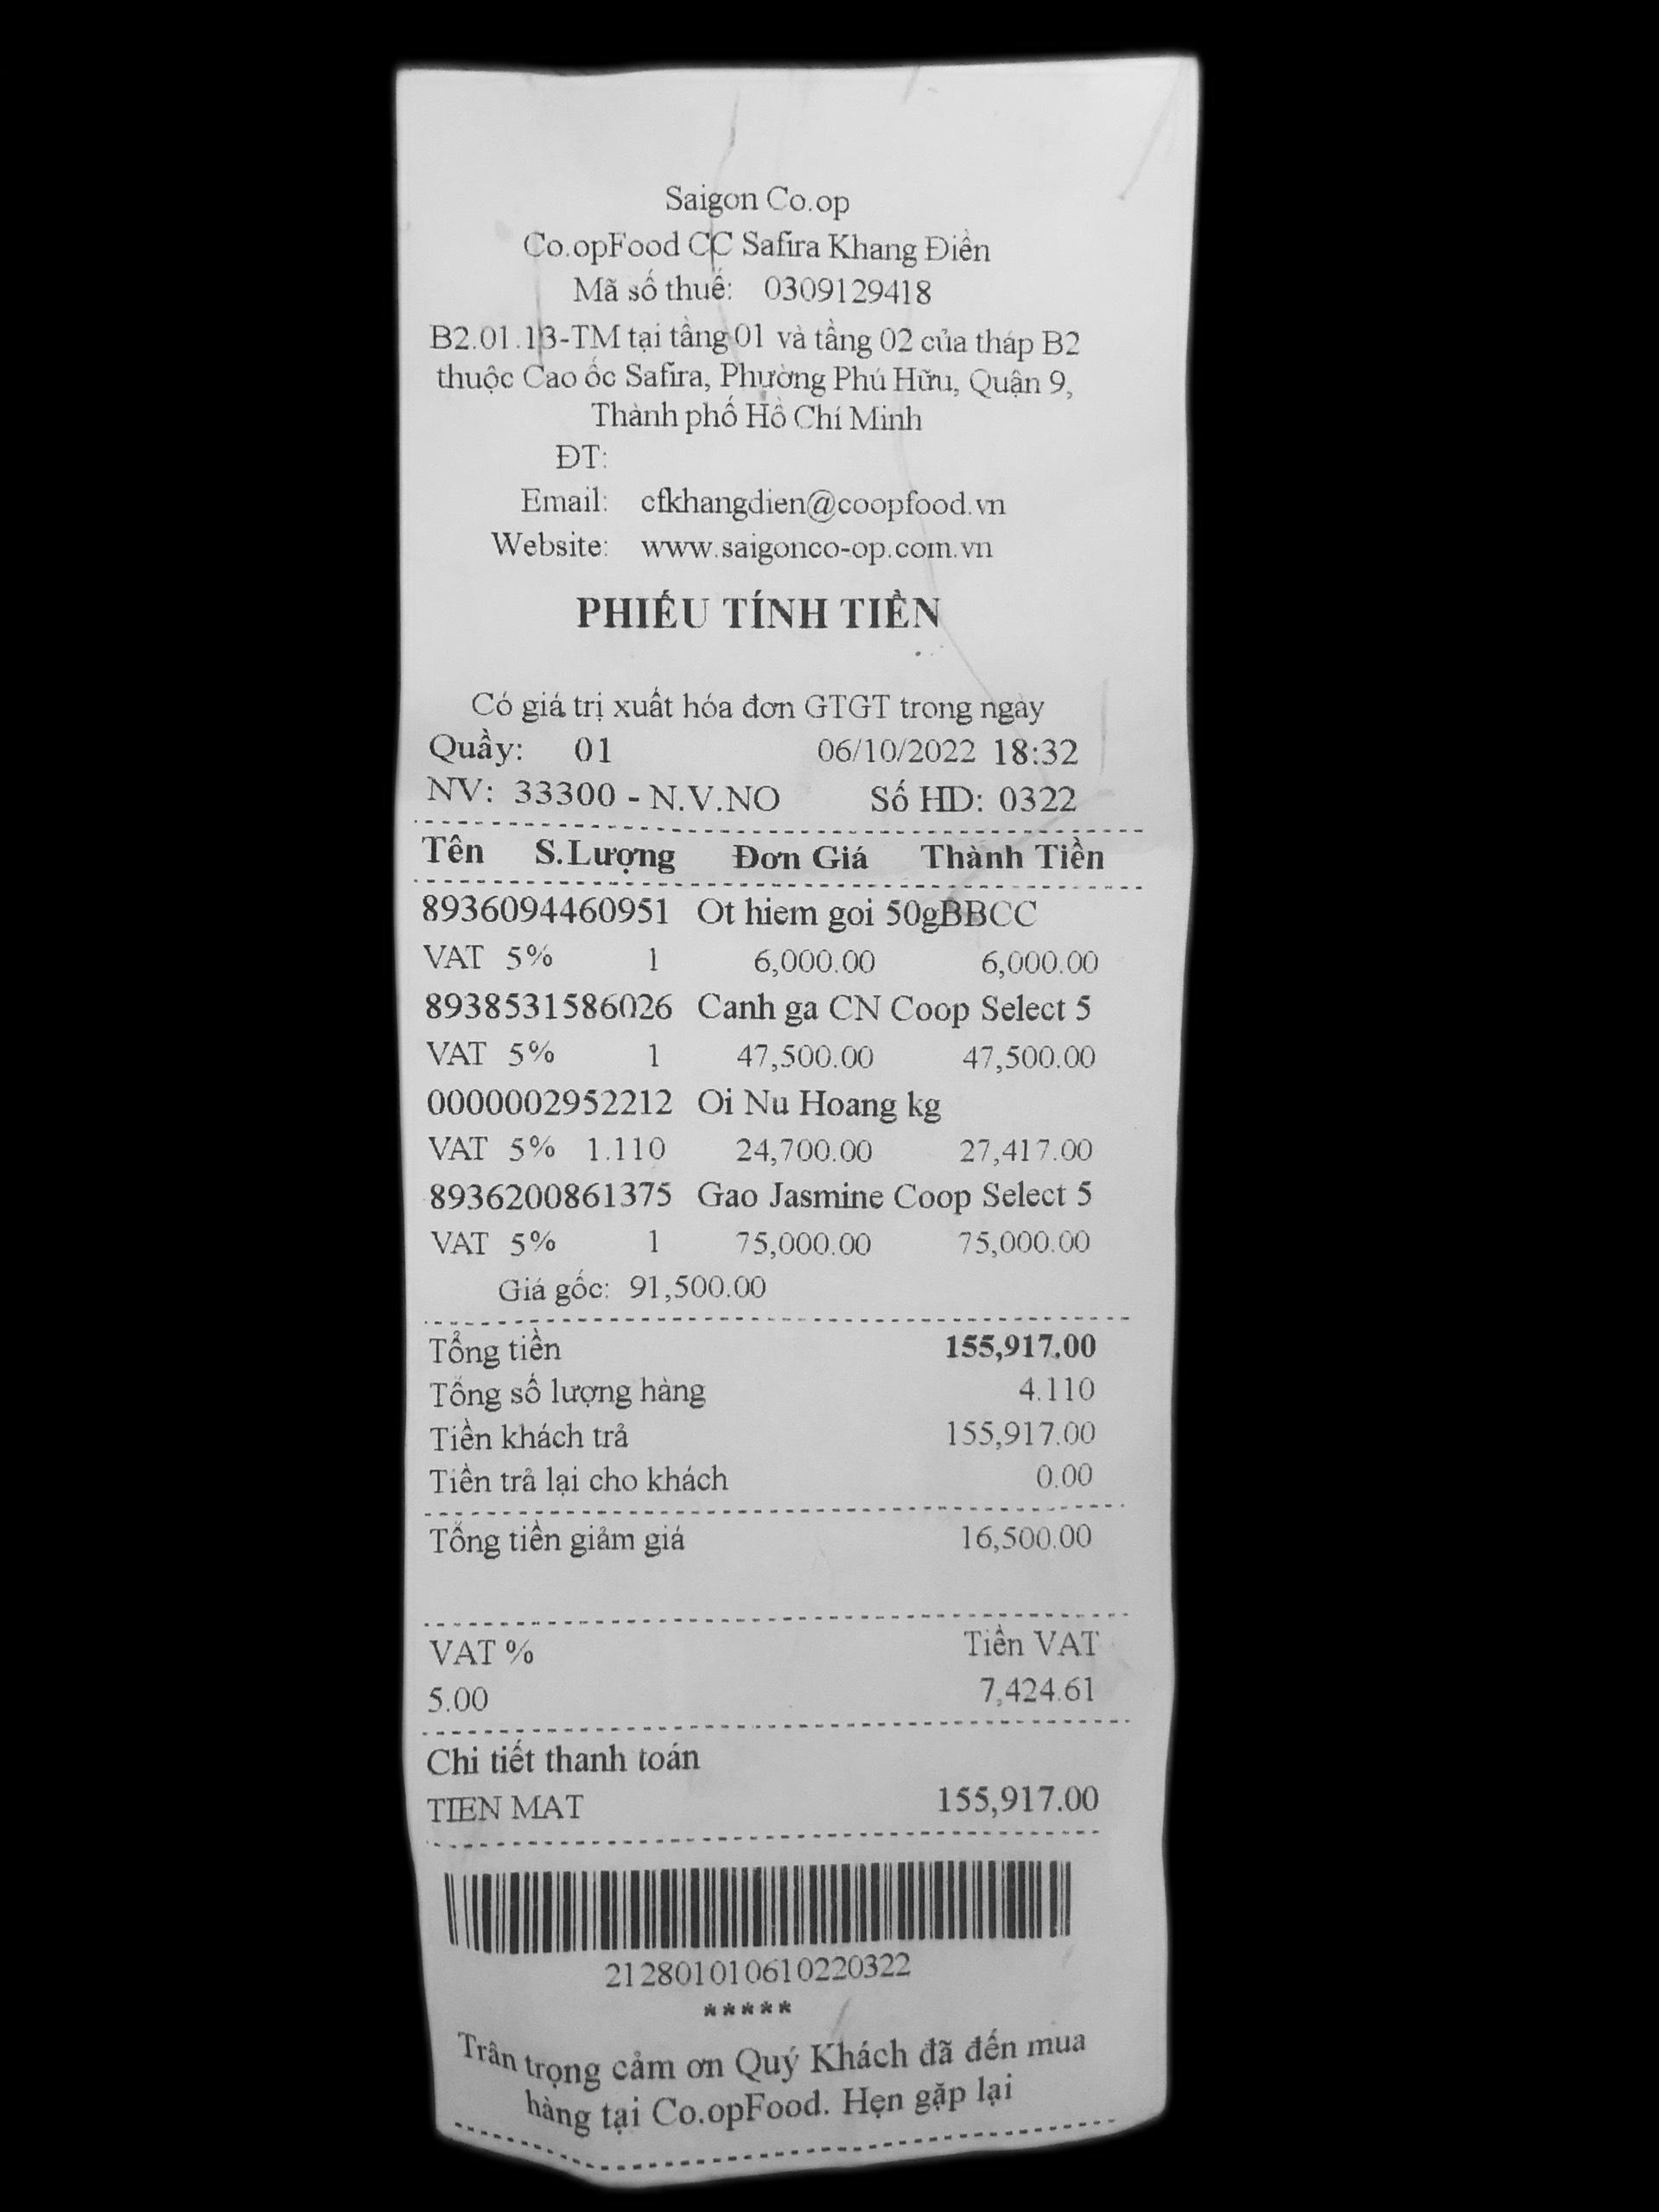 Saigon Co.op
Co.opFood CC Safira Khang Điền
Mã số thuế: 0309129418
B2.01.13-TM tại tầng 01 và tầng 02 của tháp B2
thuộc Cao ốc Safira, Phường Phú Hữu, Quận 9,
Thành phố Hồ Chí Minh
ĐT:
Email: cfkhangdien@coopfood.vn
Website: www.saigonco-op.com.vn
PHIẾU TÍNH TIỀN
Có giá trị xuất hóa đơn GTGT trong ngày
Quầy: 01 06/10/2022 18:32
NV: 33300 - N.V.NO Số HD: 0322
Tên S.Lượng Đơn Giá Thành Tiền
8936094460951 Ot hiem goi 50gBBCC
VAT 5% 1 6,000.00 6,000.00
8938531586026 Canh ga CN Coop Select 5
VAT 5% 1 47,500.00 47,500.00
0000002952212 Oi Nu Hoang kg
VAT 5% 1.110 24,700.00 27,417.00
8936200861375 Gao Jasmine Coop Select 5
VAT 5% 1 75,000.00 75,000.00
Giá gốc: 91,500.00
Tổng tiền 155,917.00
Tổng số lượng hàng 4.110
Tiền khách trả 155,917.00
Tiền trả lại cho khách 0.00
Tổng tiền giảm giá 16,500.00
VAT % Tiền VAT
5.00 7,424.61
Chi tiết thanh toán
TIEN MAT 155,917.00
212801010610220322
*****
Trân trọng cảm ơn Quý Khách đã đến mua
hàng tại Co.opFood. Hẹn gặp lại